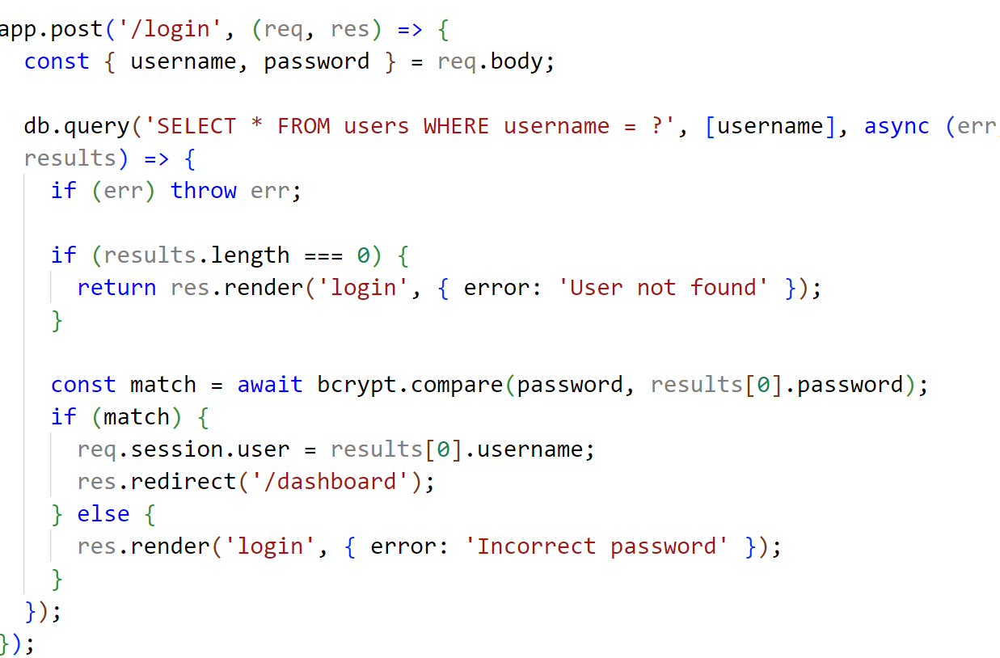 app.post('/login', (req, res) => {
  const { username, password } = req.body;

  db.query('SELECT * FROM users WHERE username = ?', [username], async (err,
  results) => {
    if (err) throw err;

    if (results.length === 0) {
      return res.render('login', { error: 'User not found' });
    }

    const match = await bcrypt.compare(password, results[0].password);
    if (match) {
      req.session.user = results[0].username;
      res.redirect('/dashboard');
    } else {
      res.render('login', { error: 'Incorrect password' });
    }
  });
});